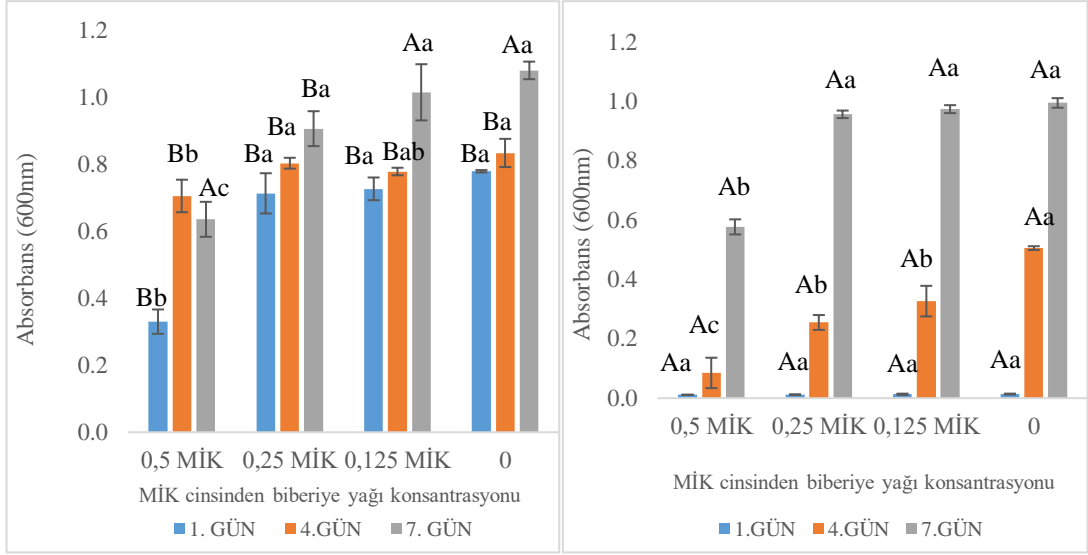 1.2
1.0
0.8
0.6
0.4
0.2
0.0
Absorbans (600nm)
Bb
Bb
Ac
Ba
Ba
Ba
Ba
Bab
Aa
Ba
Ba
Aa
0,5 MİK 0,25 MİK 0,125 MİK 0
MİK cinsinden biberiye yağı konsantrasyonu
1. GÜN 4.GÜN 7. GÜN
1.2
1.0
0.8
0.6
0.4
0.2
0.0
Absorbans (600nm)
Aa
Ac
Ab
Aa
Ab
Aa
Aa
Ab
Aa
Aa
Aa
Aa
0,5 MİK 0,25 MİK 0,125 MİK 0
MİK cinsinden biberiye yağı konsantrasyonu
1.GÜN 4.GÜN 7.GÜN